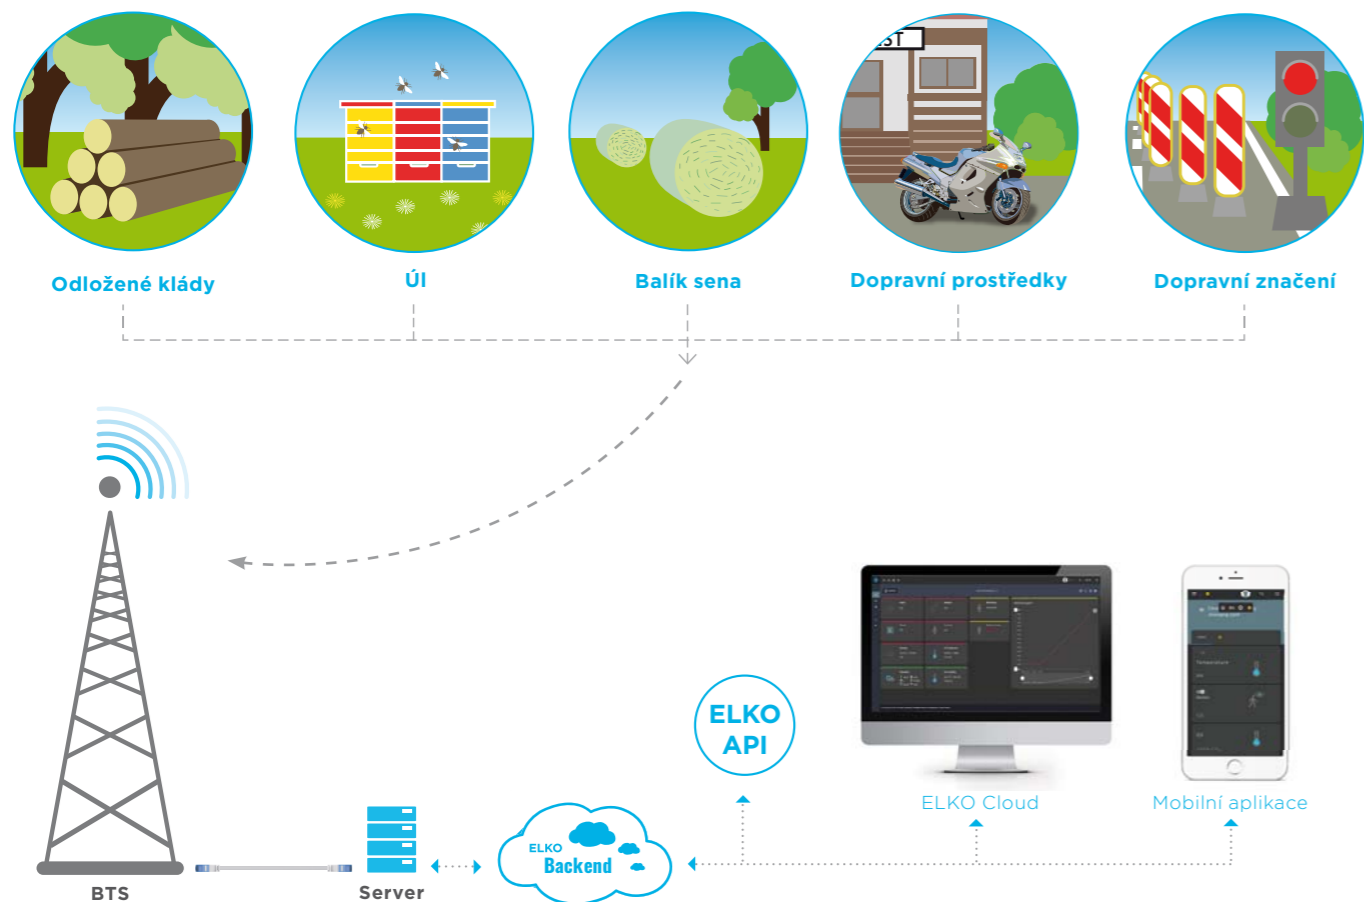 ST
Odložené klády
Úl
Balík sena
Dopravní prostředky
Dopravní značení
ELKO
API
ELKO Cloud
Mobilní aplikace
ELKO
Backend
BTS
Server